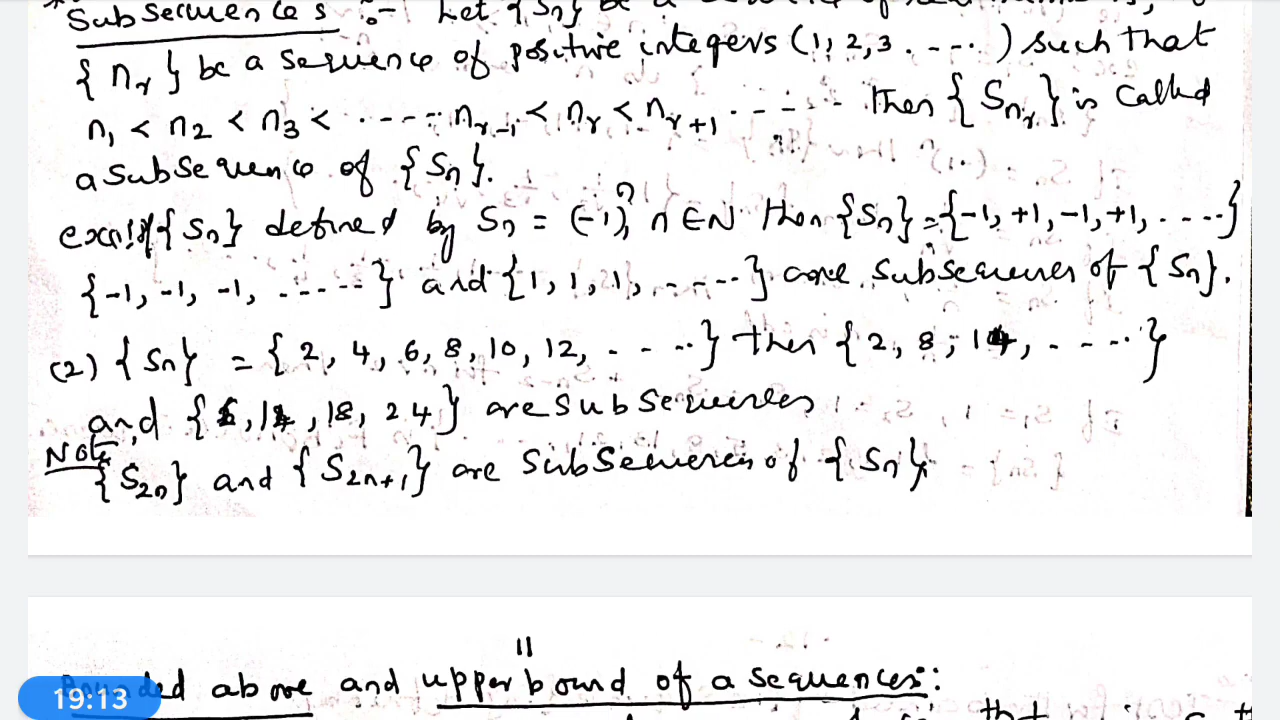 Subsequences :- Let {Sn} be a
{nr} be a sequence of positive integers (1, 2, 3 . - - .. ) such that
n1 < n2 < n3 < . - - - - nr-1 < nr < nr+1 . - - - - Then {Snr} is called
a subsequence of {Sn}.
{Sn} defined by Sn = (-1)^n, n ∈ N then {Sn} = {-1, +1, -1, +1, . . . . }
{-1, -1, -1, ...---} and {1, 1, 1, . . - --} are subsequences of {Sn}.
(2) {Sn} = {2, 4, 6, 8, 10, 12, . - - ..} then {2, 8, 14, . - - ..}
and {6, 12, 18, 24} are subsequences
Note
{S2n} and {S2n+1} are subsequences of {Sn}.
11
Bounded above and upper bound of a sequences:
19:13